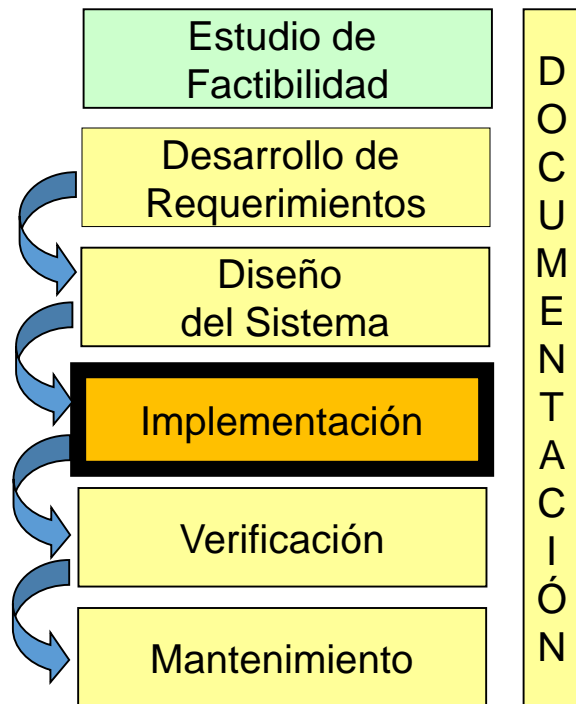 Estudio de
Factibilidad
Desarrollo de
Requerimientos
Diseño
del Sistema
Implementación
Verificación
Mantenimiento
D
O
C
U
M
E
N
T
A
C
I
Ó
N